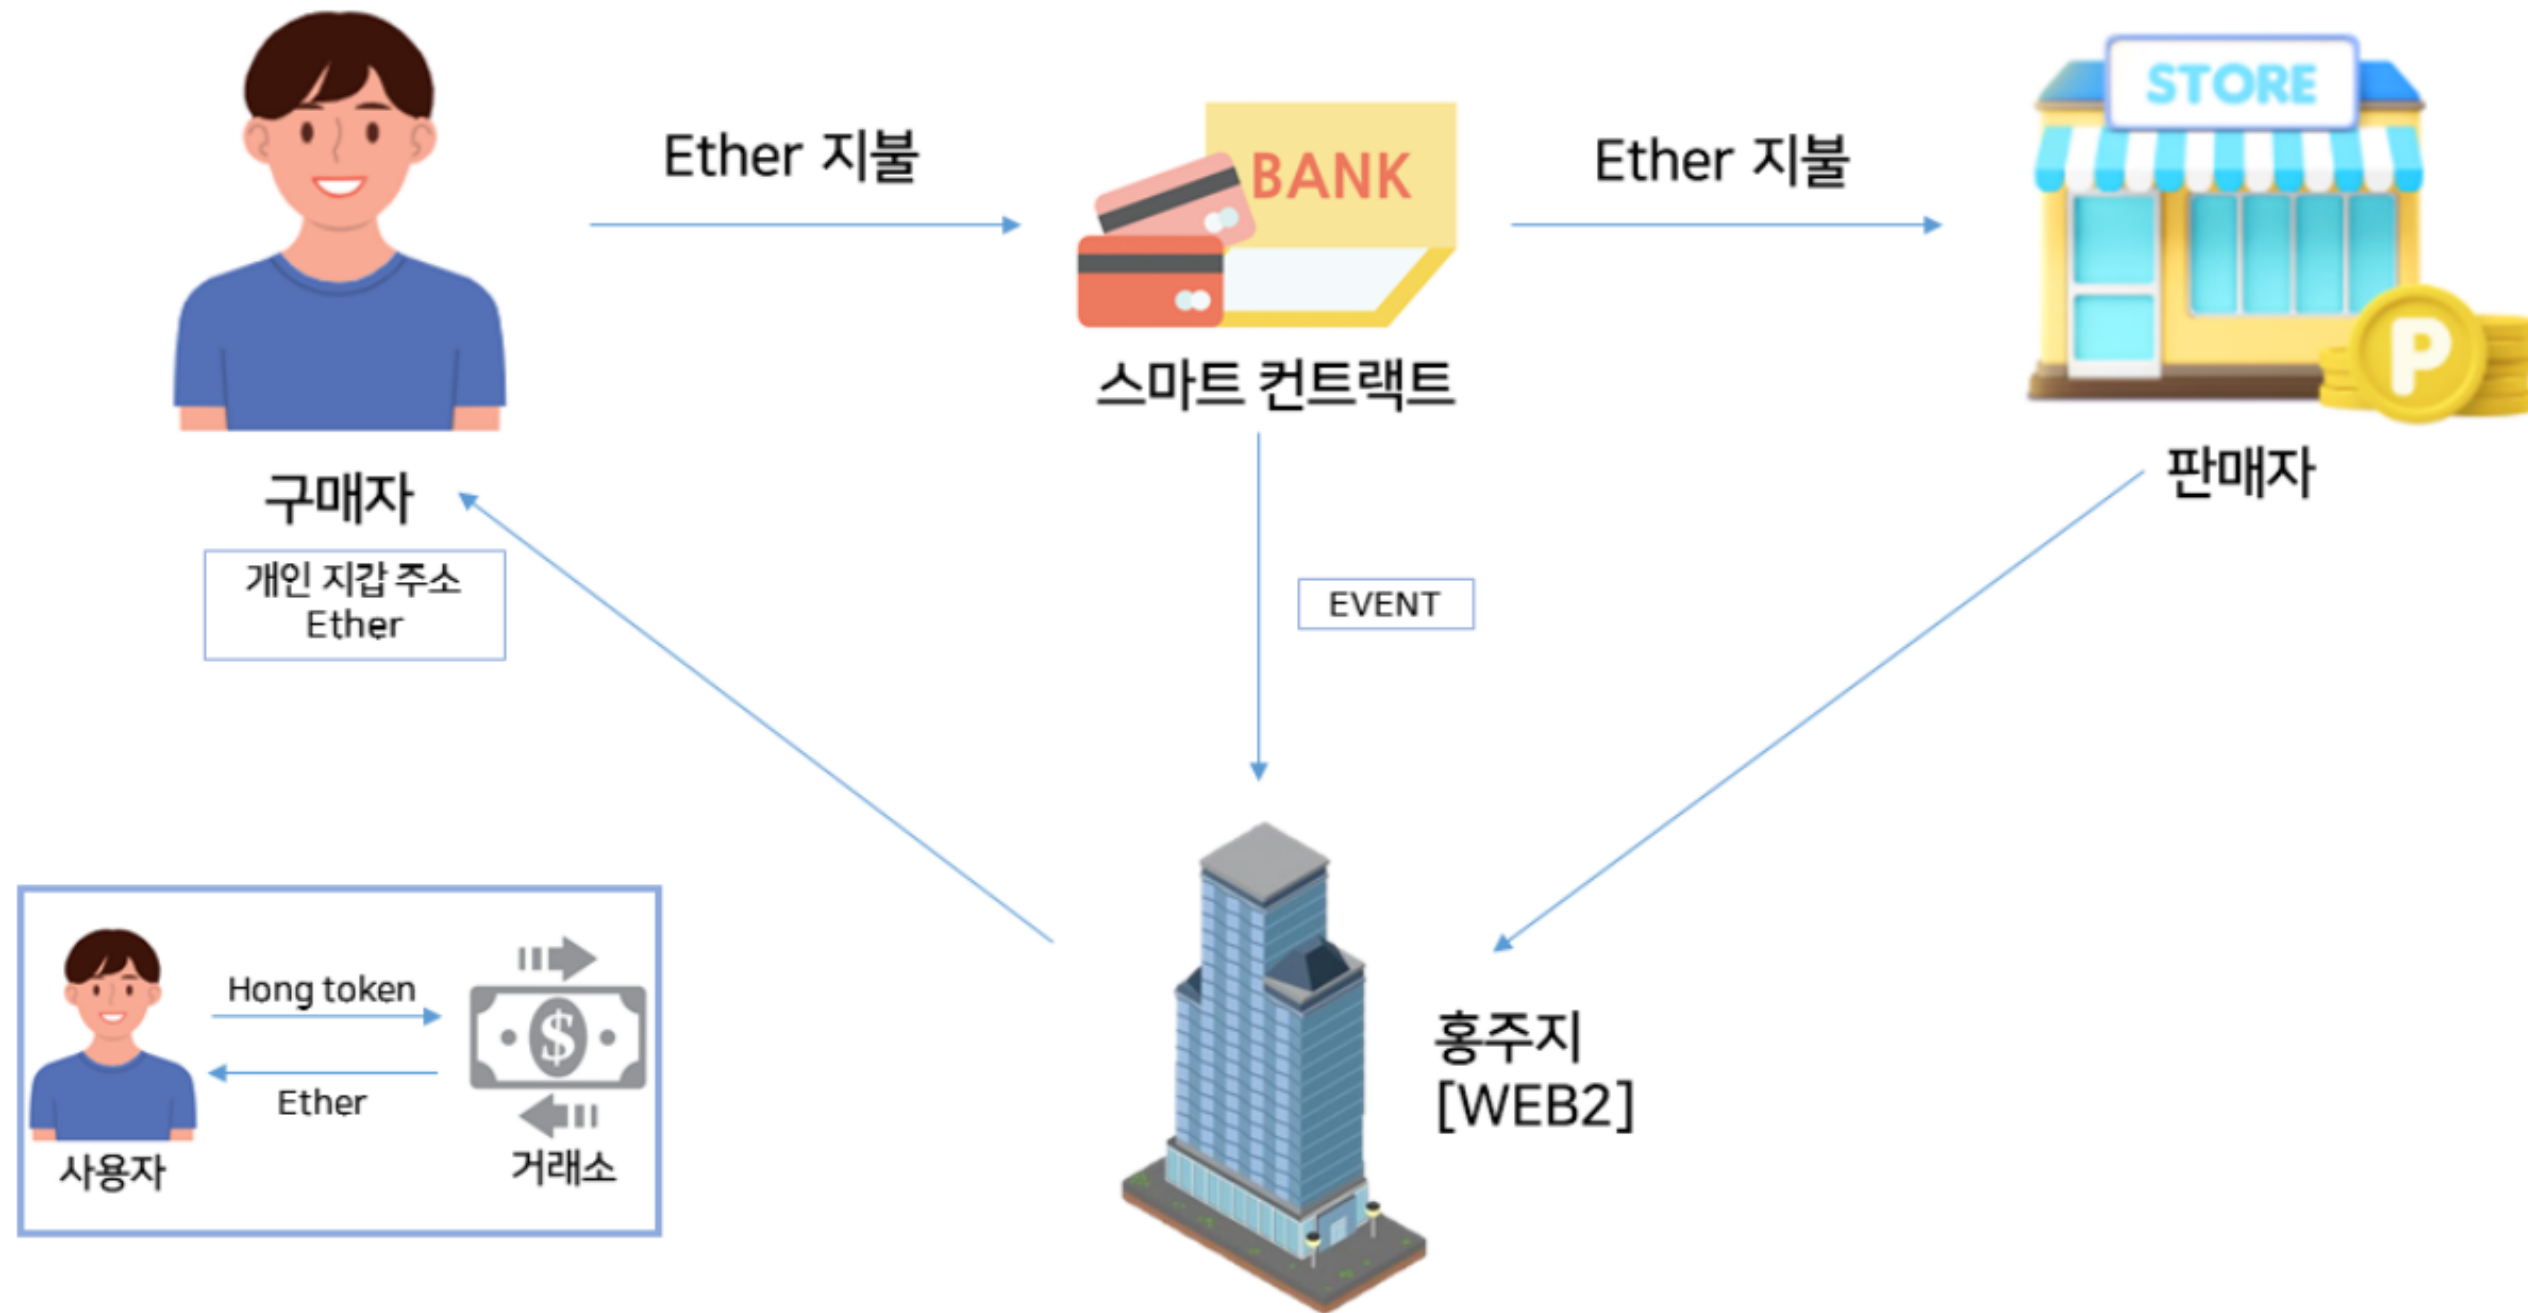 STORE
Ether 지불
BANK
Ether 지불
스마트 컨트랙트
P
구매자
판매자
개인 지갑 주소
Ether
EVENT
Hong token
$
Ether
사용자
거래소
홍주지
[WEB2]